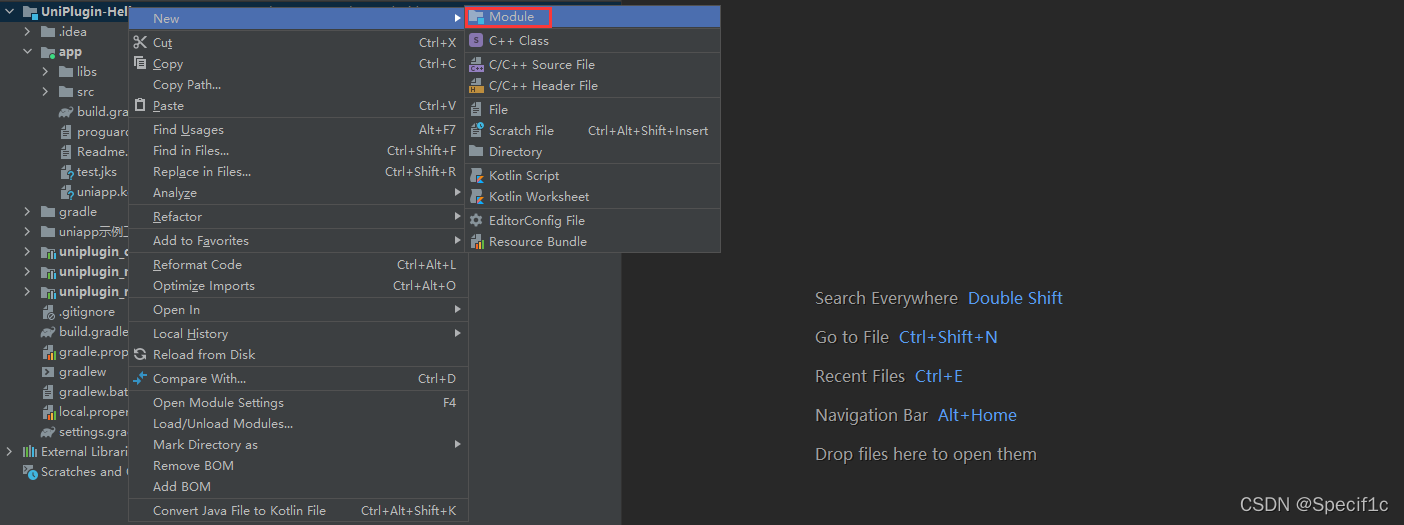 UniPlugin-Hell
.idea
app
libs
src
build.gra
proguard
Readme.
test.jks
uniapp.k
gradle
uniapp示例
uniplugin_
uniplugin_
uniplugin_
.gitignore
build.gradle
gradle.prop
gradlew
gradlew.bat
local.proper
settings.grad
External Librari
Scratches and
New
Cut Ctrl+X
Copy Ctrl+C
Copy Path...
Paste Ctrl+V
Find Usages Alt+F7
Find in Files... Ctrl+Shift+F
Replace in Files... Ctrl+Shift+R
Analyze
Refactor
Add to Favorites
Reformat Code Ctrl+Alt+L
Optimize Imports Ctrl+Alt+O
Open In
Local History
Reload from Disk
Compare With... Ctrl+D
Open Module Settings F4
Load/Unload Modules...
Mark Directory as
Remove BOM
Add BOM
Convert Java File to Kotlin File Ctrl+Alt+Shift+K
Module
C++ Class
C/C++ Source File
C/C++ Header File
File
Scratch File Ctrl+Alt+Shift+Insert
Directory
Kotlin Script
Kotlin Worksheet
EditorConfig File
Resource Bundle
Search Everywhere Double Shift
Go to File Ctrl+Shift+N
Recent Files Ctrl+E
Navigation Bar Alt+Home
Drop files here to open them
CSDN @Specif1c